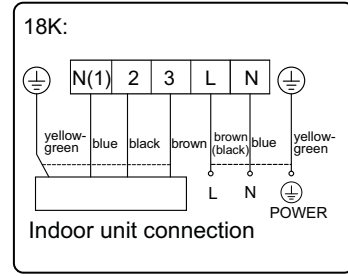 18K:
N(1) 2 3 L N
yellow-
green
blue
black
brown
brown
(black)
blue
yellow-
green
L N
POWER
Indoor unit connection